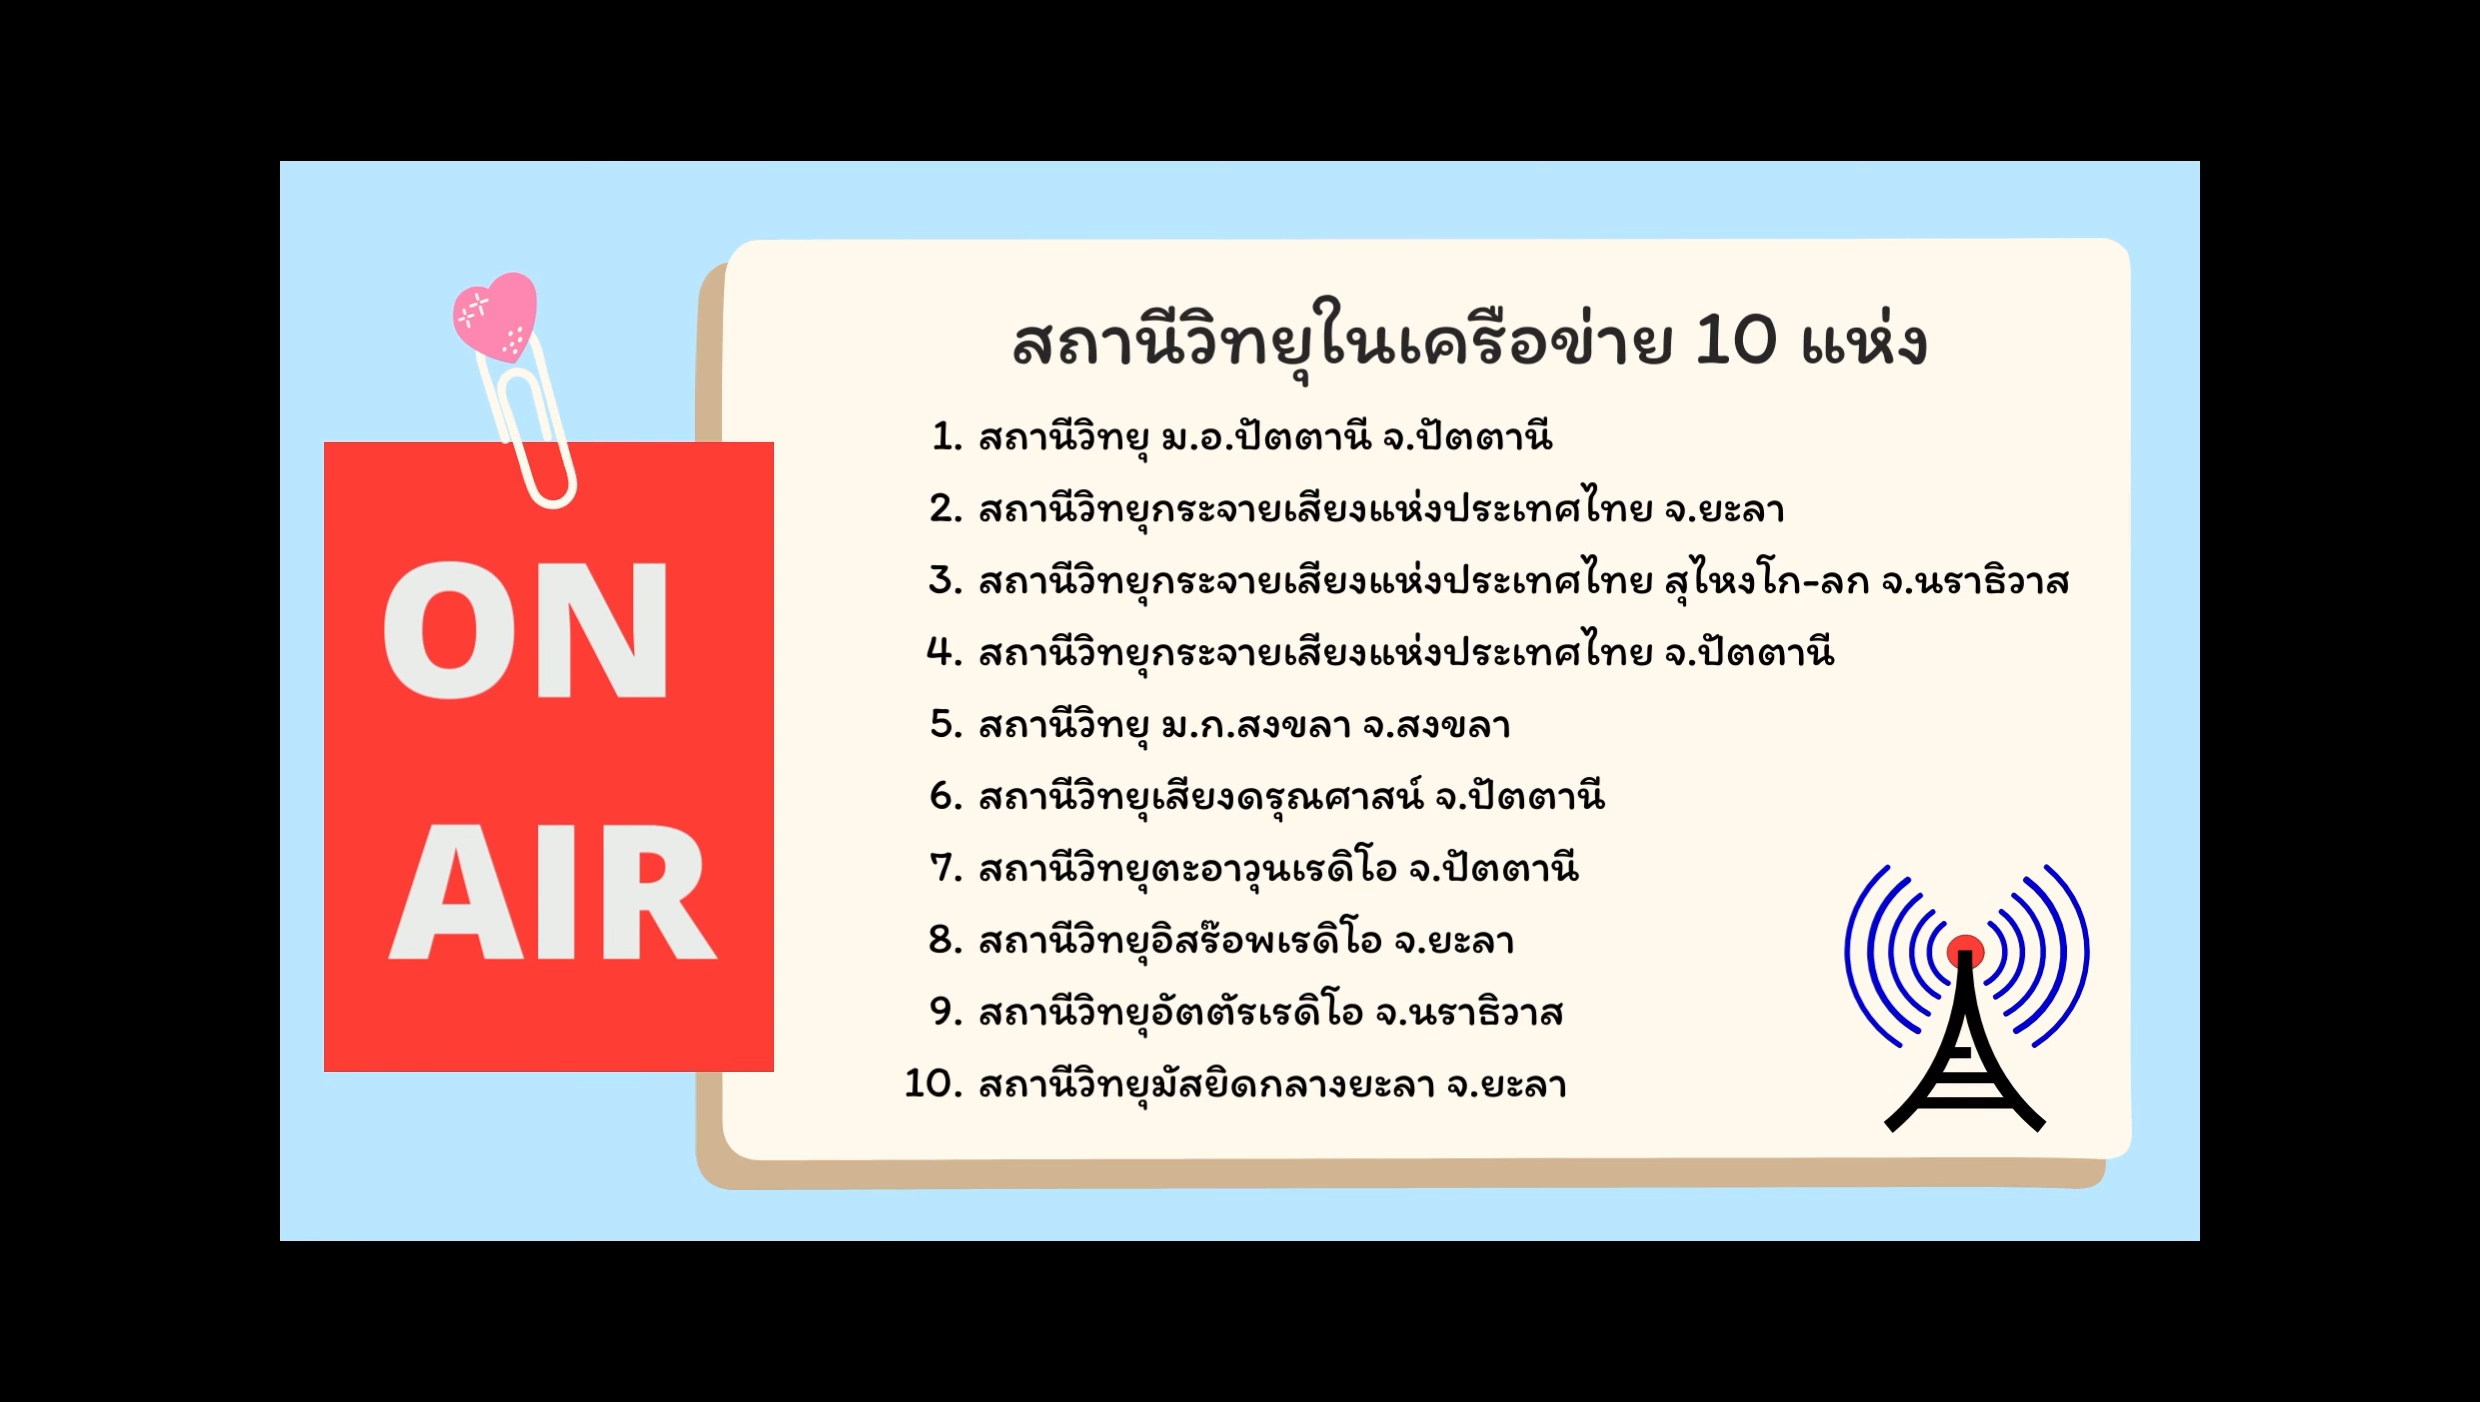 ON
AIR
สถานีวิทยุในเครือข่าย 10 แห่ง
1. สถานีวิทยุ ม.อ.ปัตตานี จ.ปัตตานี
2. สถานีวิทยุกระจายเสียงแห่งประเทศไทย จ.ยะลา
3. สถานีวิทยุกระจายเสียงแห่งประเทศไทย สุไหงโก-ลก จ.นราธิวาส
4. สถานีวิทยุกระจายเสียงแห่งประเทศไทย จ.ปัตตานี
5. สถานีวิทยุ ม.ก.สงขลา จ.สงขลา
6. สถานีวิทยุเสียงดรุณศาสน์ จ.ปัตตานี
7. สถานีวิทยุตะอาวุนเรดิโอ จ.ปัตตานี
8. สถานีวิทยุอิสร๊อพเรดิโอ จ.ยะลา
9. สถานีวิทยุอัตตัรเรดิโอ จ.นราธิวาส
10. สถานีวิทยุมัสยิดกลางยะลา จ.ยะลา